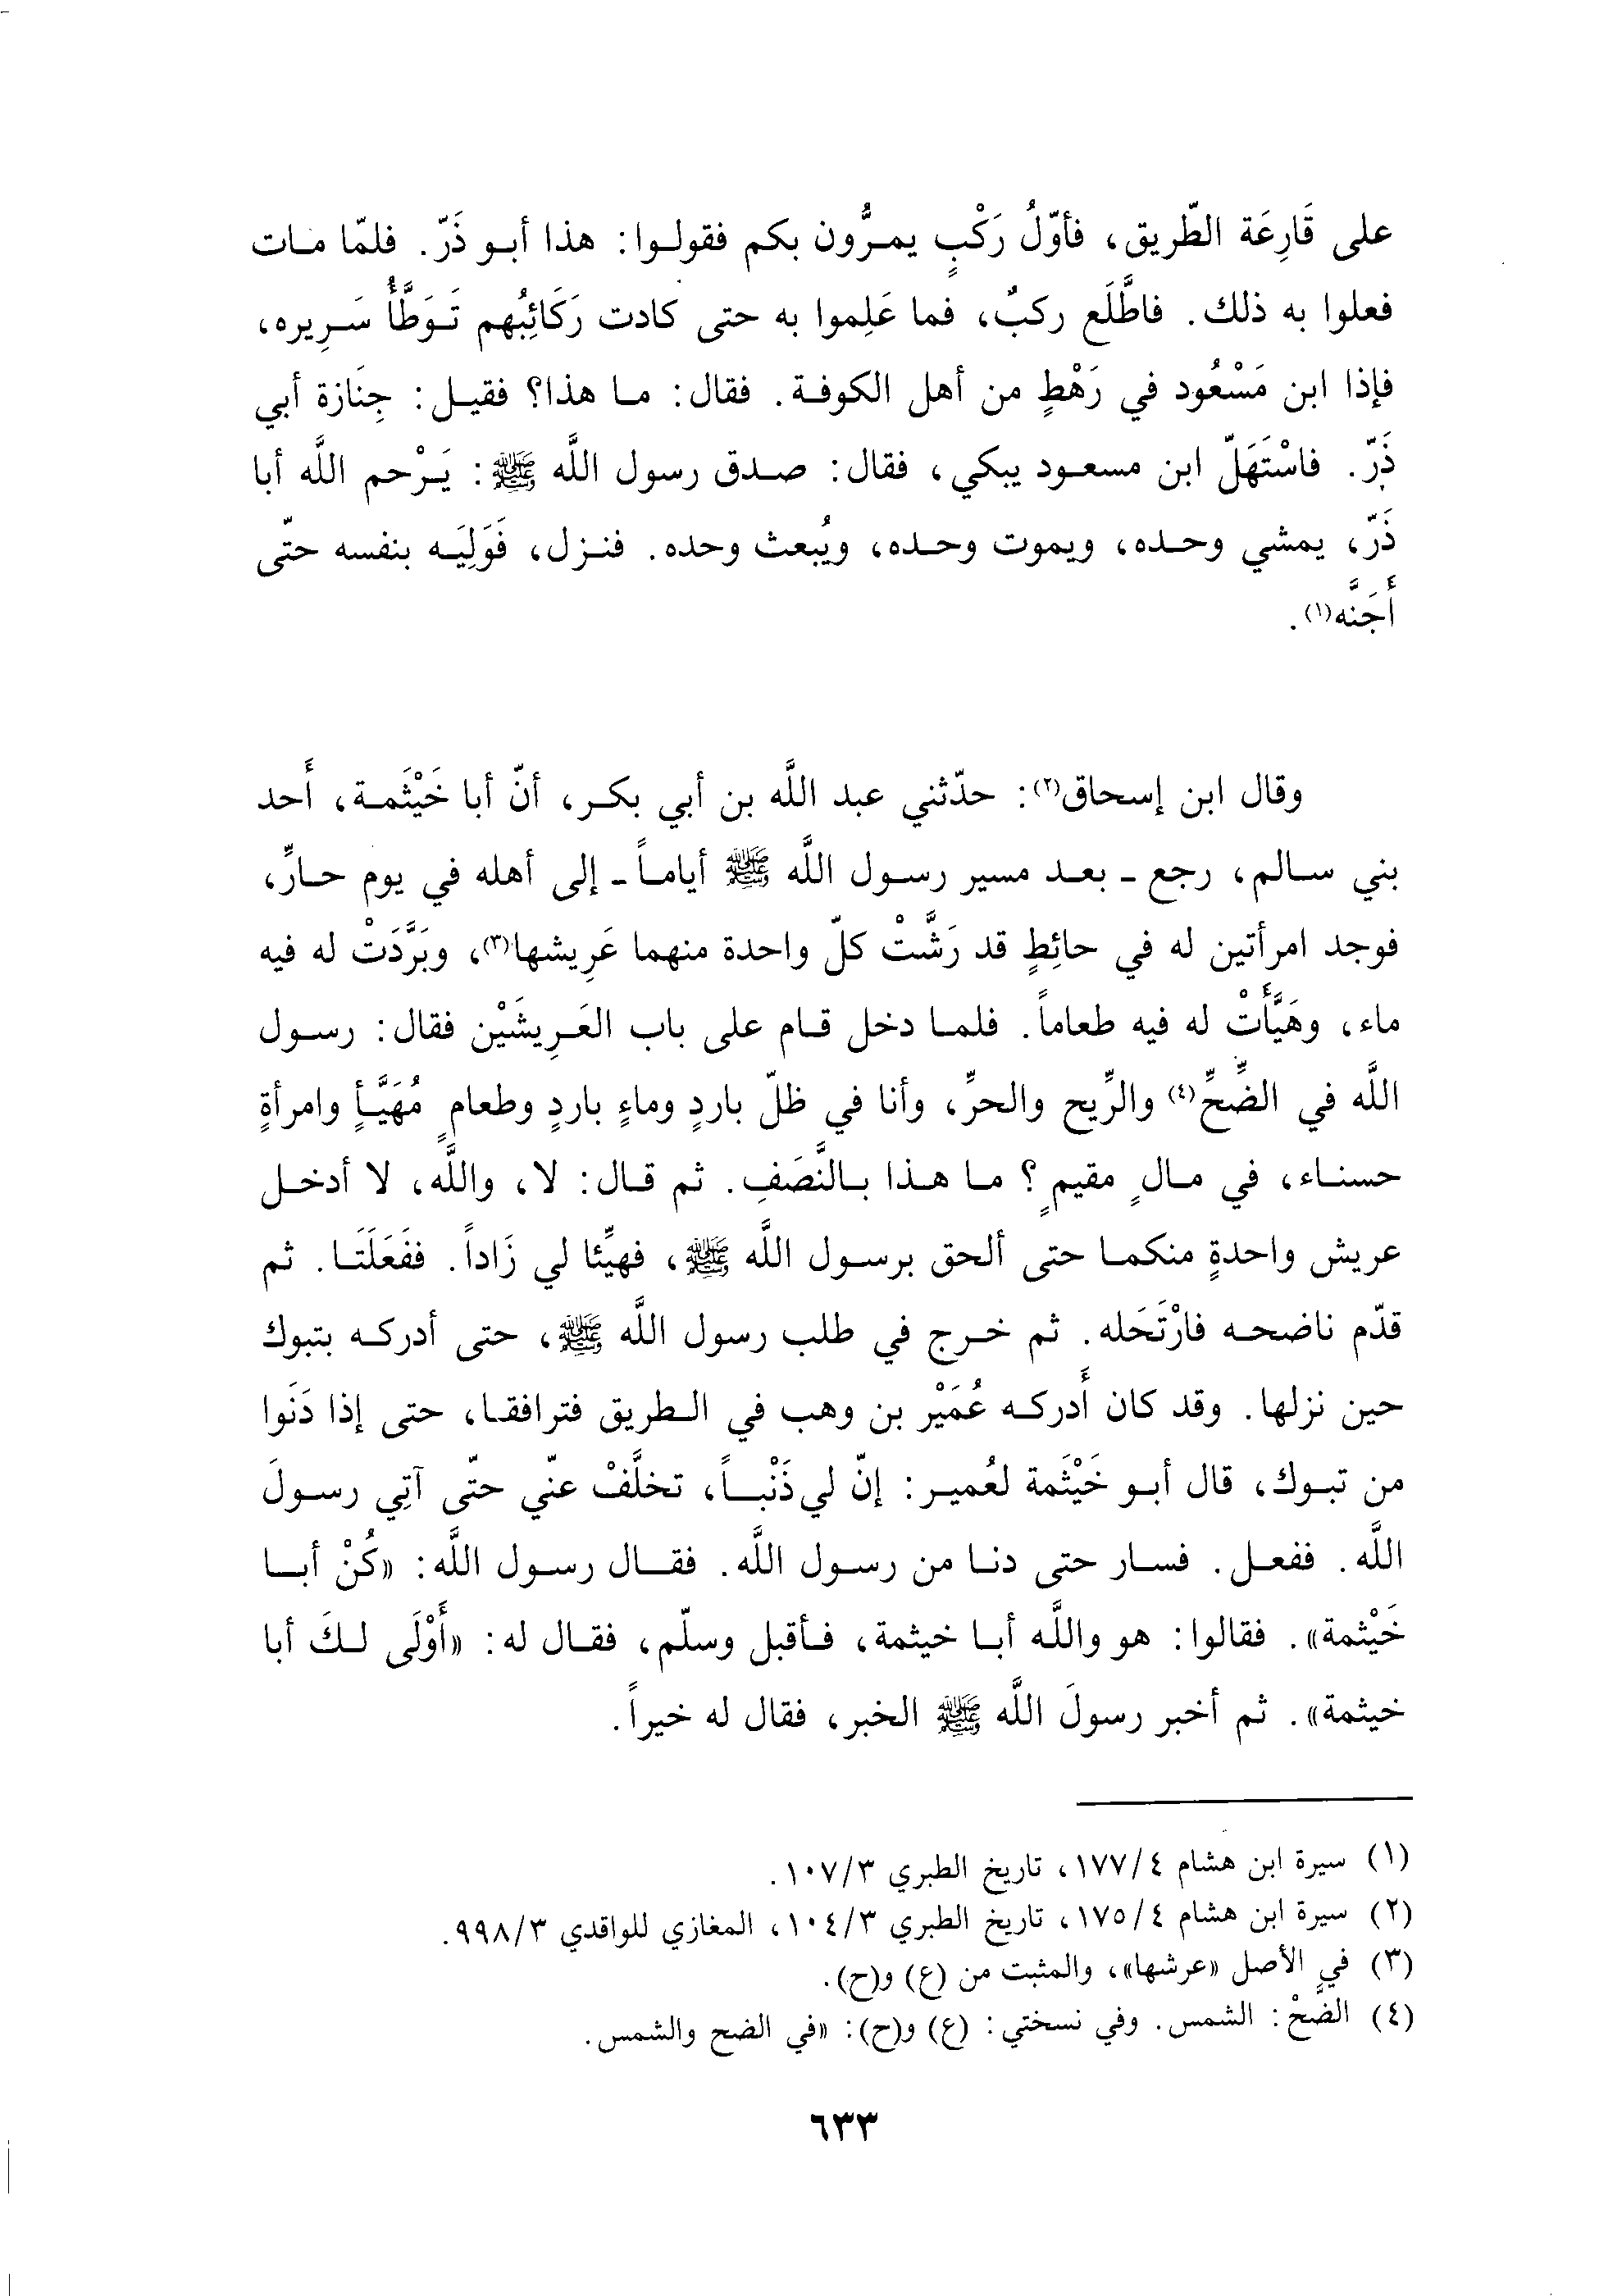 على قَارِعَة الطّريق، فأوّلُ رَكْبٍ يمرُّون بكم فقولوا: هذا أبو ذَرّ. فلمّا مات
فعلوا به ذلك. فاطَّلَع ركبٌ، فما عَلِموا به حتى كادت رَكَائِبُهم تَوَطَّأُ سَرِيره،
فإذا ابن مَسْعُود في رَهْطٍ من أهل الكوفة. فقال: ما هذا؟ فقيل: جِنَازة أبي
ذَرّ. فاسْتَهَلّ ابن مسعود يبكي، فقال: صدق رسول اللَّه ﷺ: يَرْحم اللَّه أبا
ذَرّ، يمشي وحده، ويموت وحده، ويُبعث وحده. فنزل، فَوَلِيَه بنفسه حتّى
أَجَنَّه(١).
وقال ابن إسحاق(٢): حدّثني عبد اللَّه بن أبي بكر، أنّ أبا خَيْثَمة، أَحد
بني سالم، رجع ـ بعد مسير رسول اللَّه ﷺ أياماً ـ إلى أهله في يوم حارٍّ،
فوجد امرأتين له في حائِطٍ قد رَشَّتْ كلّ واحدة منهما عَرِيشها(٣)، وبَرَّدَتْ له فيه
ماء، وهَيَّأَتْ له فيه طعاماً. فلما دخل قام على باب العَرِيشَيْن فقال: رسول
اللَّه في الضِّحِّ(٤) والرِّيح والحرِّ، وأنا في ظلّ باردٍ وماءٍ باردٍ وطعامٍ مُهَيَّأٍ وامرأةٍ
حسناء، في مالٍ مقيمٍ؟ ما هذا بالنَّصَفِ. ثم قال: لا، واللَّه، لا أدخل
عريش واحدةٍ منكما حتى ألحق برسول اللَّه ﷺ، فهيِّئا لي زَاداً. ففَعَلَتَا. ثم
قدّم ناضحه فارْتَحَله. ثم خرج في طلب رسول اللَّه ﷺ، حتى أدركه بتبوك
حين نزلها. وقد كان أَدركه عُمَيْر بن وهب في الطريق فترافقا، حتى إذا دَنَوا
من تبوك، قال أبو خَيْثَمة لعُمير: إنّ لي ذَنْباً، تخلَّفْ عنّي حتّى آتِي رسولَ
اللَّه. ففعل. فسار حتى دنا من رسول اللَّه. فقال رسول اللَّه: «كُنْ أبا
خَيْثمة». فقالوا: هو واللَّه أبا خيثمة، فأقبل وسلّم، فقال له: «أَوْلَى لكَ أبا
خيثمة». ثم أخبر رسولَ اللَّه ﷺ الخبر، فقال له خيراً.
(١) سيرة ابن هشام ٤/١٧٧، تاريخ الطبري ٣/١٠٧.
(٢) سيرة ابن هشام ٤/١٧٥، تاريخ الطبري ٣/١٠٤، المغازي للواقدي ٣/٩٩٨.
(٣) في الأصل «عرشها»، والمثبت من (ع) و(ح).
(٤) الضِّحّ: الشمس. وفي نسختي: (ع) و(ح): «في الضح والشمس.
٦٣٣